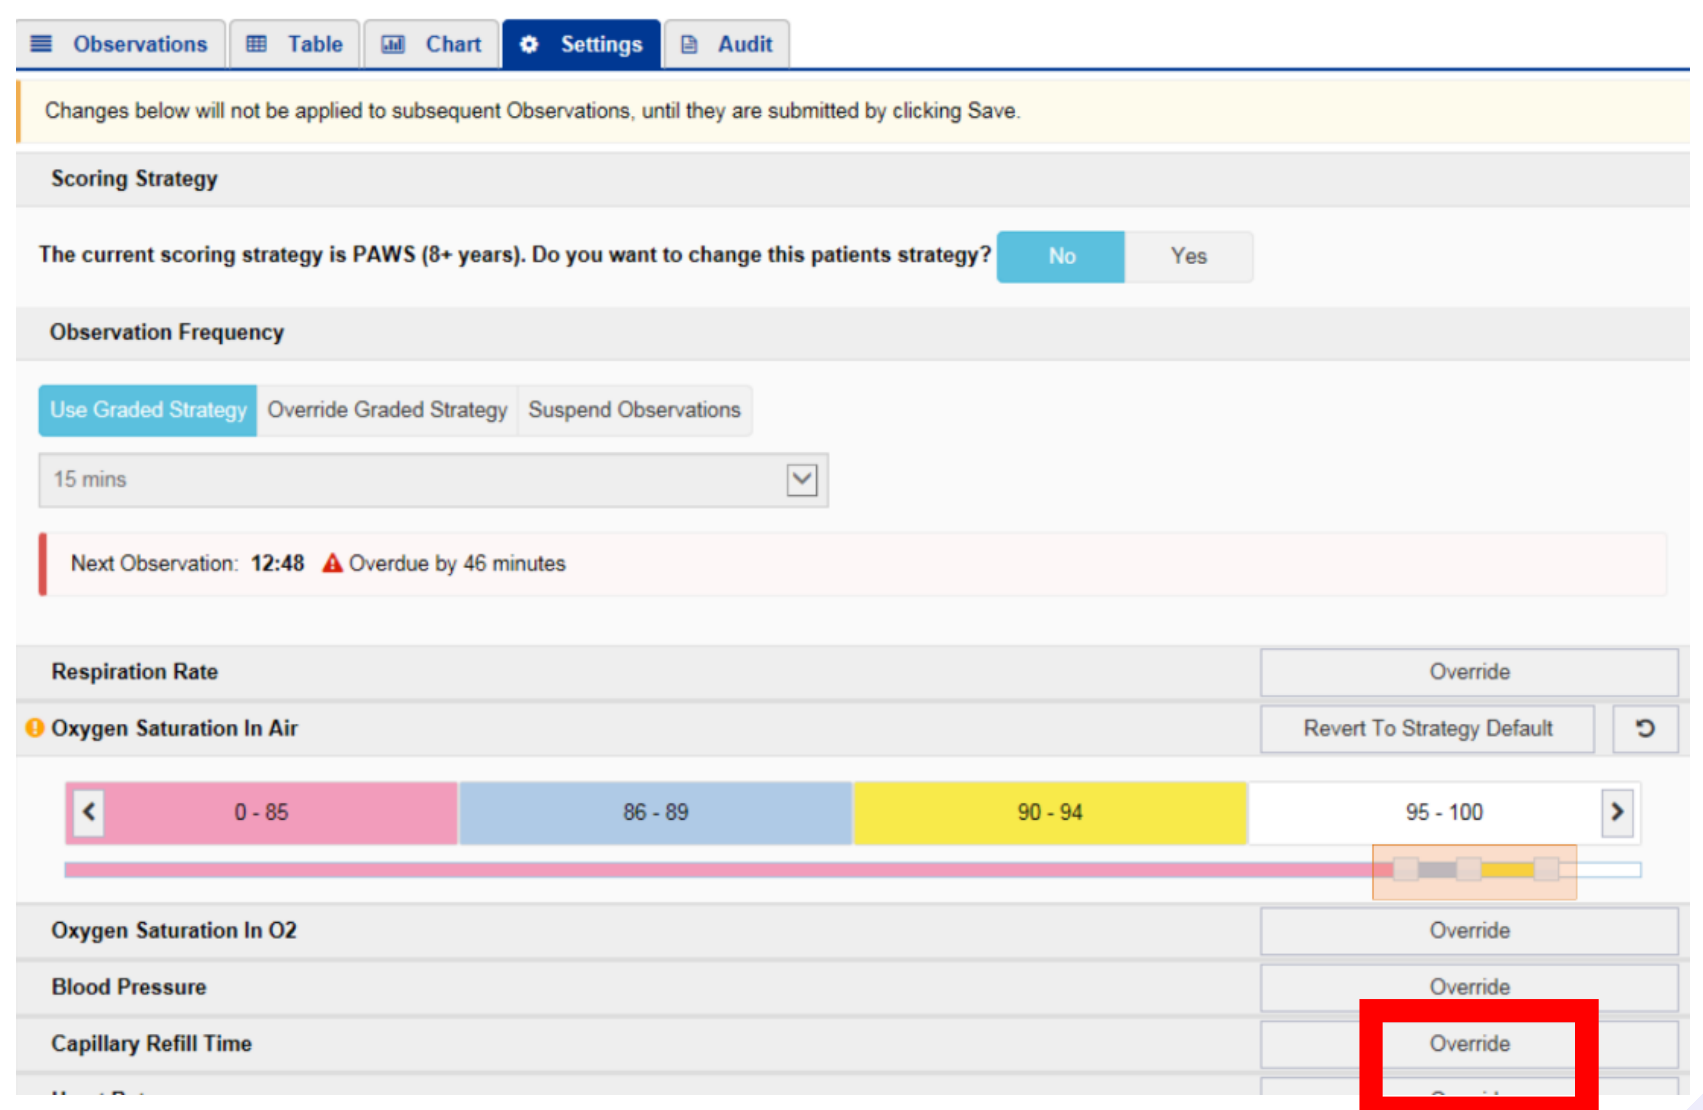 Observations Table Chart Settings Audit
Changes below will not be applied to subsequent Observations, until they are submitted by clicking Save.
Scoring Strategy
The current scoring strategy is PAWS (8+ years). Do you want to change this patients strategy? No Yes
Observation Frequency
Use Graded Strategy Override Graded Strategy Suspend Observations
15 mins
Next Observation: 12:48 Overdue by 46 minutes
Respiration Rate Override
Oxygen Saturation In Air Revert To Strategy Default
0 - 85 86 - 89 90 - 94 95 - 100
Oxygen Saturation In O2 Override
Blood Pressure Override
Capillary Refill Time Override